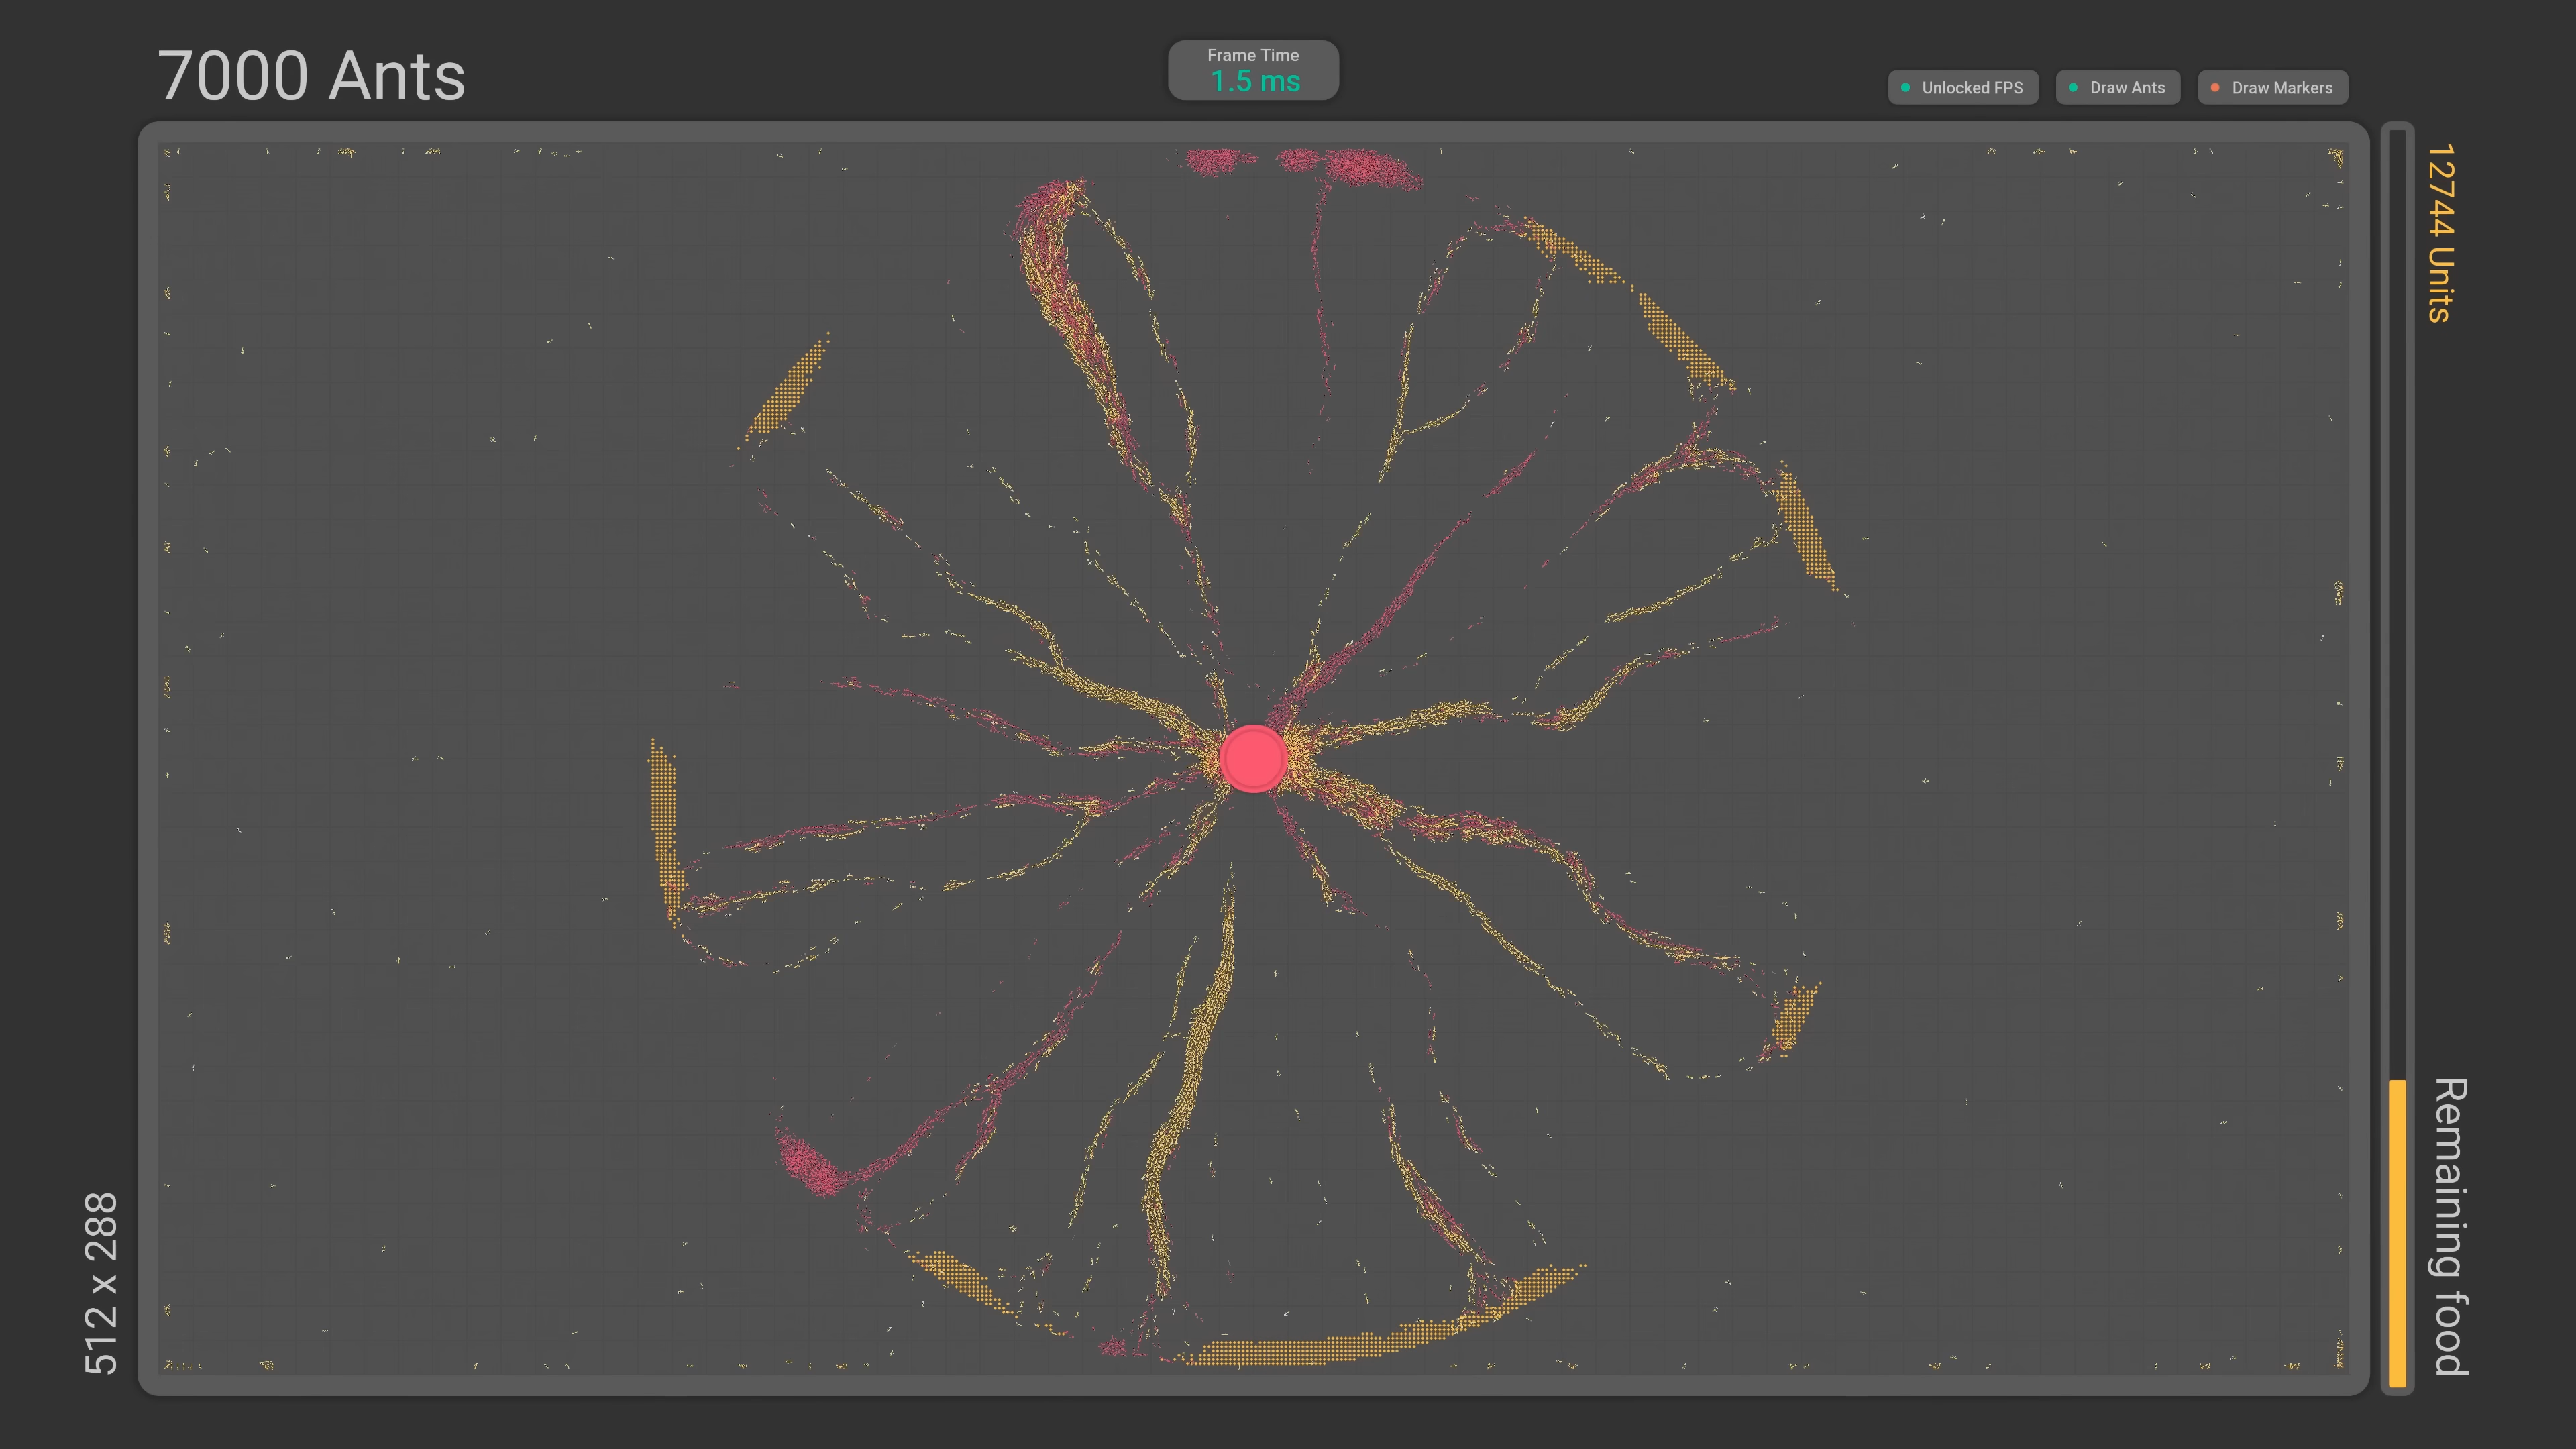 7000 Ants
Frame Time
1.5 ms
Unlocked FPS
Draw Ants
Draw Markers
12744 Units
Remaining food
512 x 288